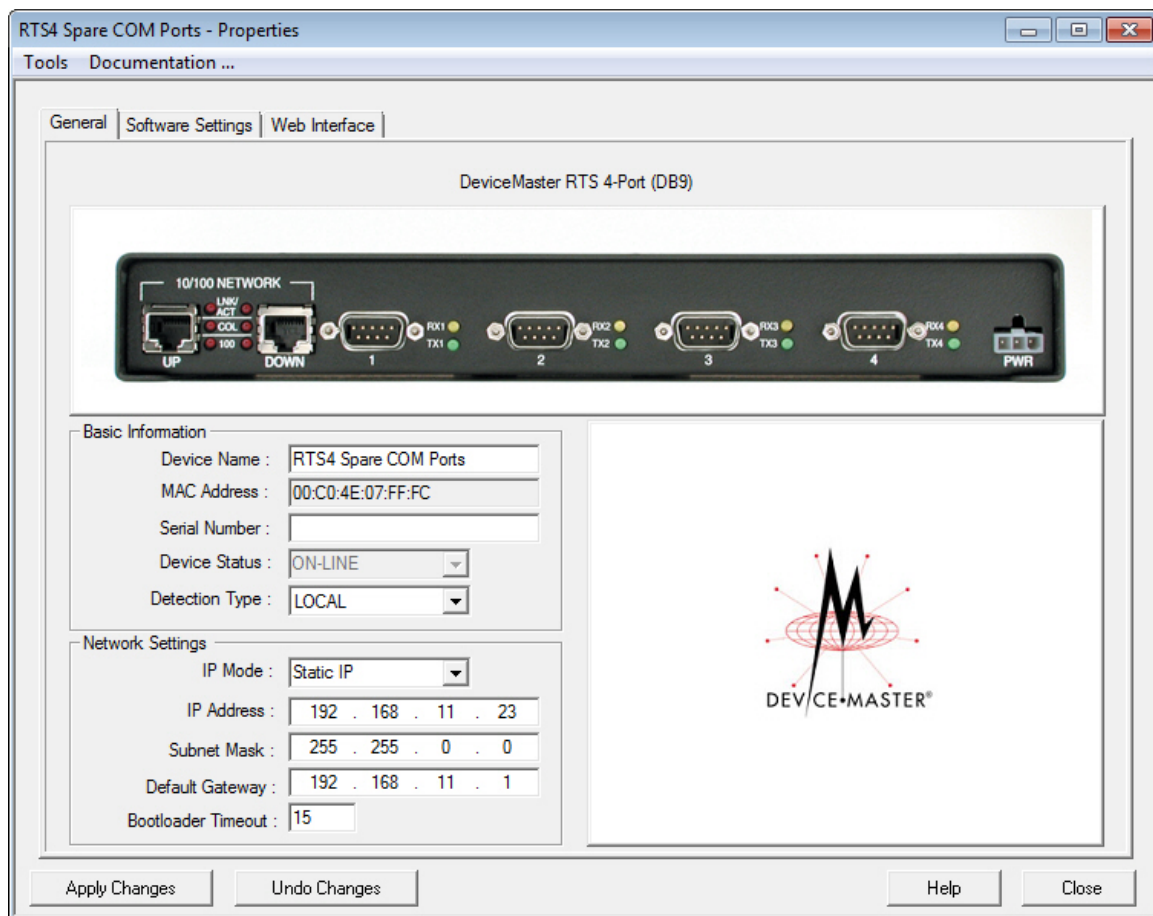 RTS4 Spare COM Ports - Properties
Tools Documentation ...
General Software Settings Web Interface
DeviceMaster RTS 4-Port (DB9)
10/100 NETWORK
LNK/
ACT
COL
100
UP
DOWN
1
RX1
TX1
2
RX2
TX2
3
RX3
TX3
4
RX4
TX4
PWR
Basic Information
Device Name : RTS4 Spare COM Ports
MAC Address : 00:C0:4E:07:FF:FC
Serial Number :
Device Status : ON-LINE
Detection Type : LOCAL
Network Settings
IP Mode : Static IP
IP Address : 192 . 168 . 11 . 23
Subnet Mask : 255 . 255 . 0 . 0
Default Gateway : 192 . 168 . 11 . 1
Bootloader Timeout : 15
DEVICE•MASTER®
Apply Changes Undo Changes Help Close